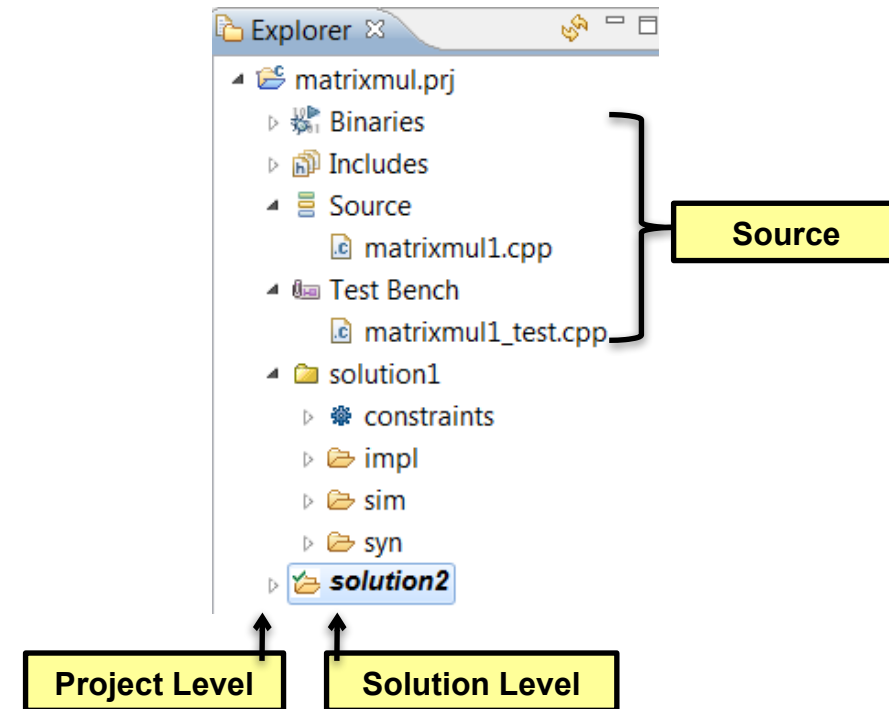 Explorer
matrixmul.prj
Binaries
Includes
Source
matrixmul1.cpp
Test Bench
matrixmul1_test.cpp
solution1
constraints
impl
sim
syn
solution2
Source
Project Level
Solution Level